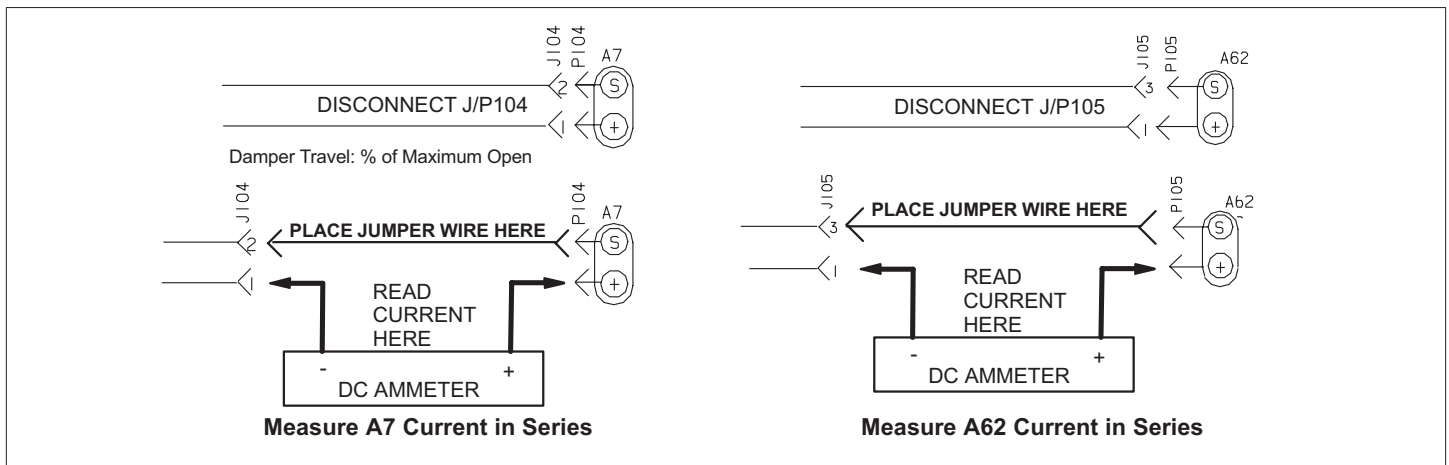 J104
P104
A7
2
S
DISCONNECT J/P104
1
+
Damper Travel: % of Maximum Open
J104
P104
A7
2
PLACE JUMPER WIRE HERE
S
1
+
READ
CURRENT
HERE
-
+
DC AMMETER
Measure A7 Current in Series
J105
P105
A62
3
S
DISCONNECT J/P105
1
+
J105
P105
A62
3
PLACE JUMPER WIRE HERE
S
1
+
READ
CURRENT
HERE
-
+
DC AMMETER
Measure A62 Current in Series